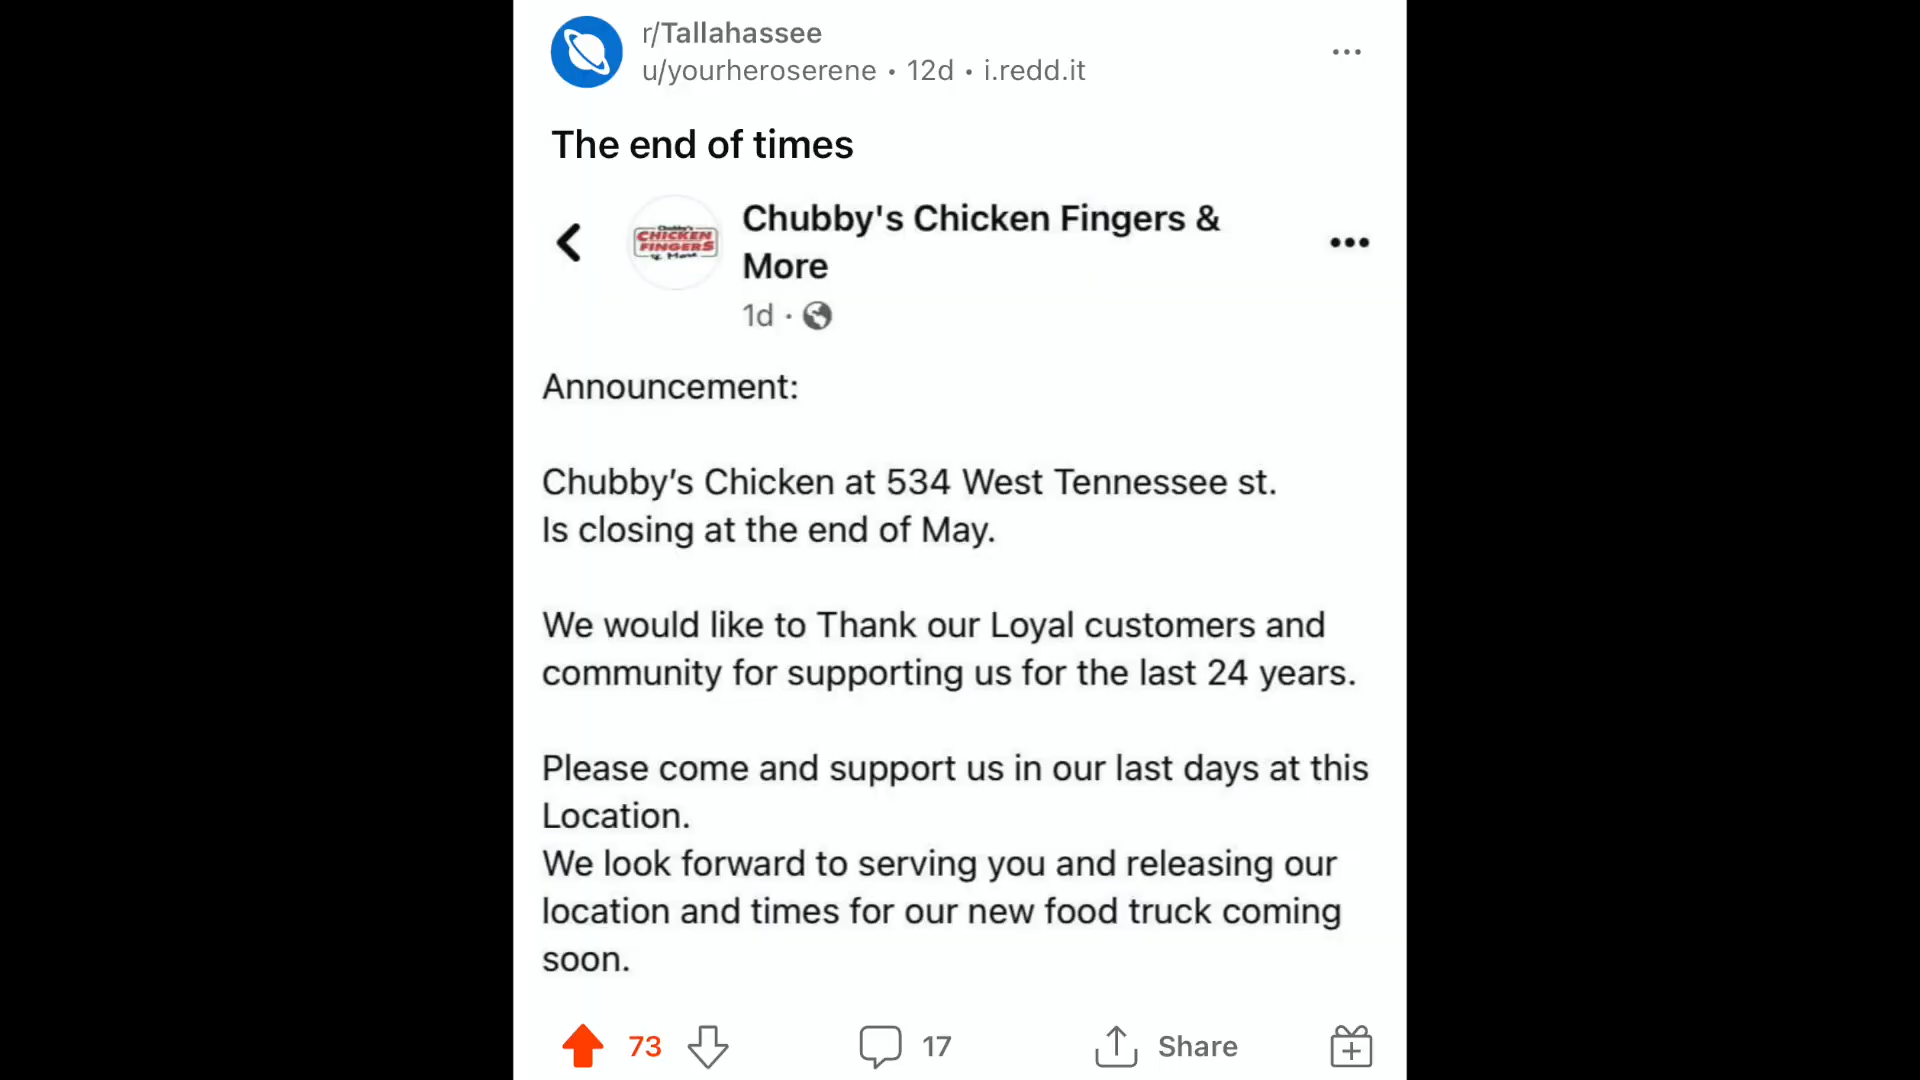 r/Tallahassee
u/yourheroserene • 12d • i.redd.it
The end of times
Chubby's
CHICKEN
FINGERS
& More
Chubby's Chicken Fingers &
More
1d ·
Announcement:
Chubby’s Chicken at 534 West Tennessee st.
Is closing at the end of May.
We would like to Thank our Loyal customers and
community for supporting us for the last 24 years.
Please come and support us in our last days at this
Location.
We look forward to serving you and releasing our
location and times for our new food truck coming
soon.
73
17
Share